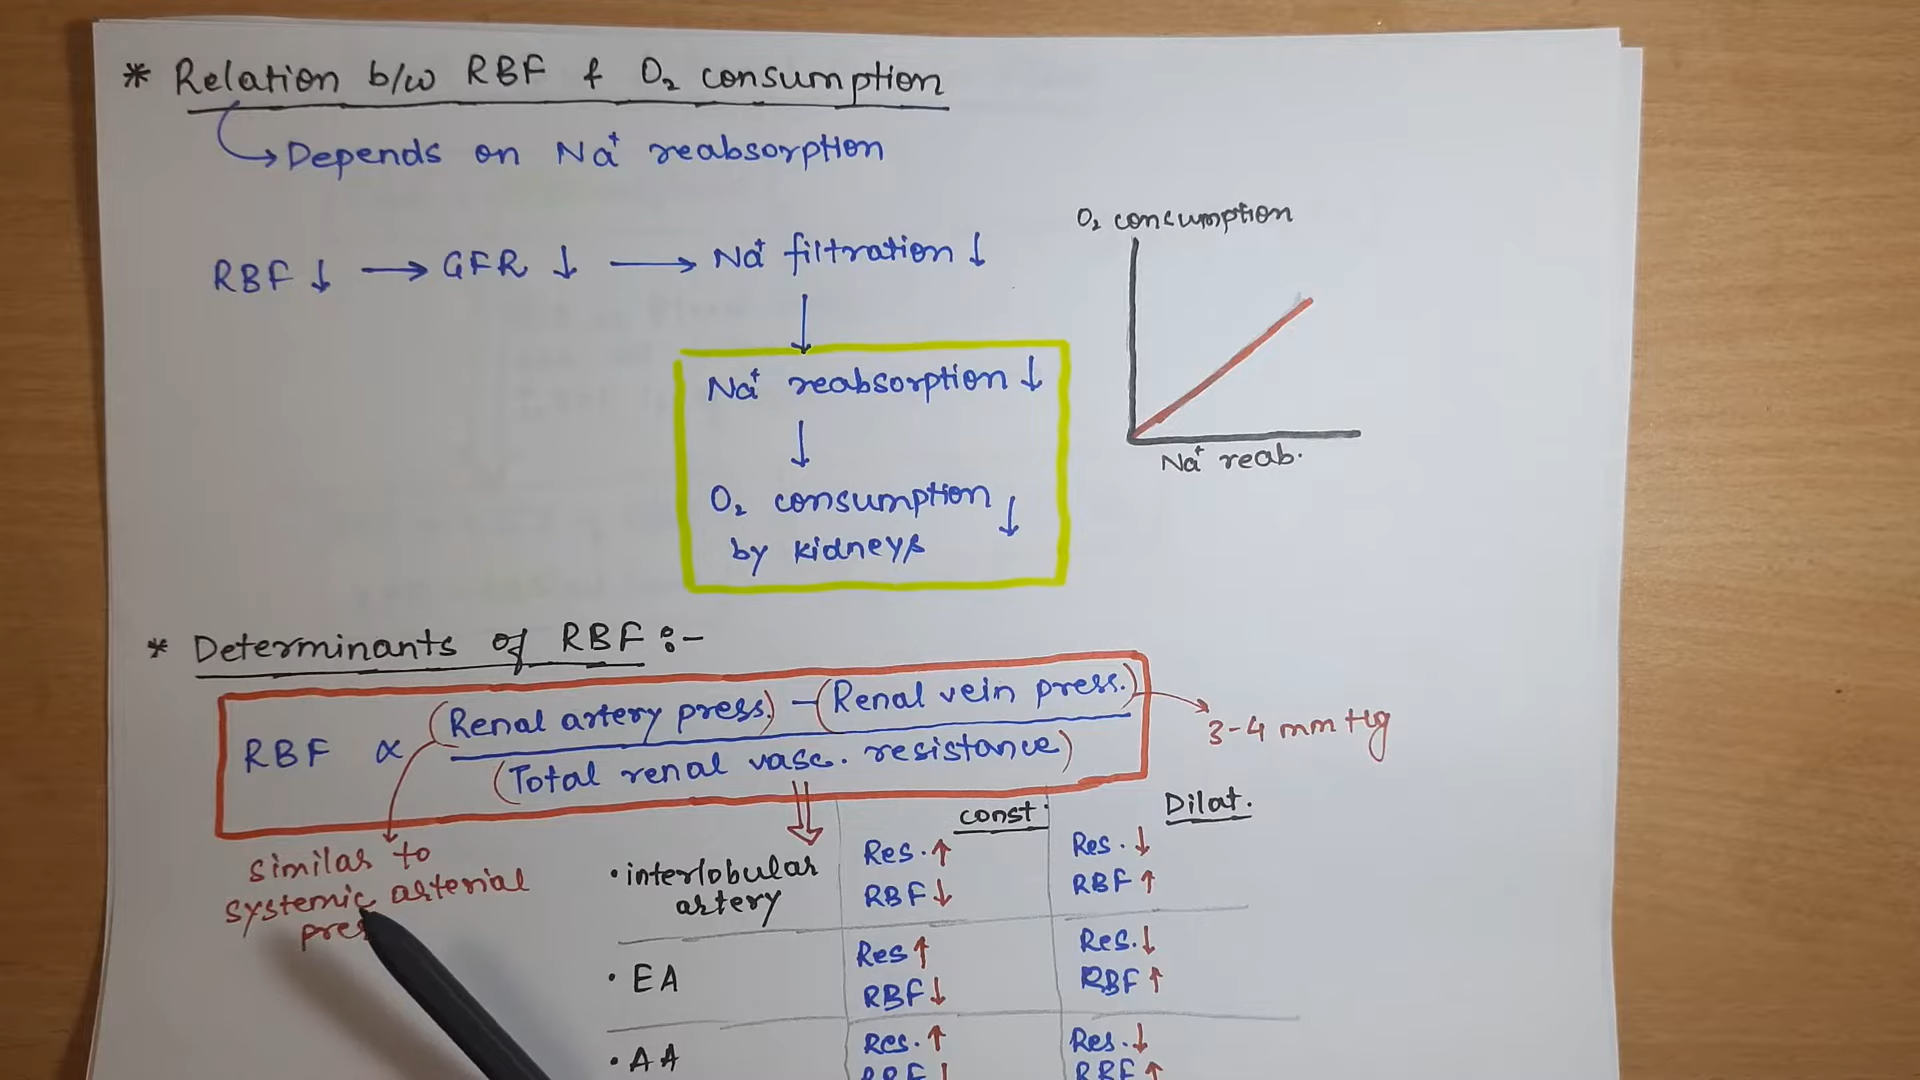 * Relation b/w RBF & O₂ consumption
Depends on Na⁺ reabsorption
RBF ↓ → GFR ↓ → Na⁺ filtration ↓
↓
Na⁺ reabsorption ↓
↓
O₂ consumption ↓
by kidneys
O₂ consumption
Na⁺ reab.
* Determinants of RBF :-
RBF ∝ (Renal artery press.) - (Renal vein press.)
(Total renal vasc. resistance)
3-4 mm Hg
similar to
systemic arterial
const.
Dilat.
• interlobular
artery
Res. ↑
RBF ↓
Res. ↓
RBF ↑
• EA
Res ↑
RBF ↓
Res. ↓
RBF ↑
• AA
Res. ↑
RBF ↓
Res. ↓
RBF ↑